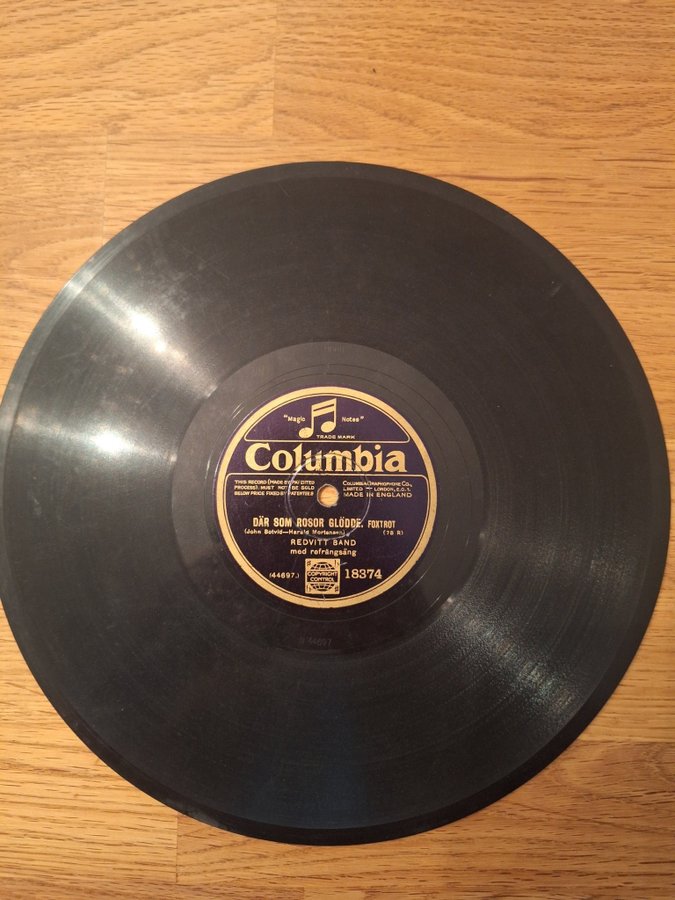 "Magic Notes"
TRADE MARK
Columbia
THIS RECORD (MADE BY PATENTED
PROCESS), MUST NOT BE SOLD
BELOW PRICE FIXED BY PATENTEES
COLUMBIA GRAPHOPHONE CO.,
LIMITED LONDON, E.C.1.
MADE IN ENGLAND
DÄR SOM ROSOR GLÖDDE. FOXTROT
(John Botvid—Harald Mortensen) (78 R)
REDVITT BAND
med refrängsång
(44697.)
COPYRIGHT
CONTROL
18374
44697